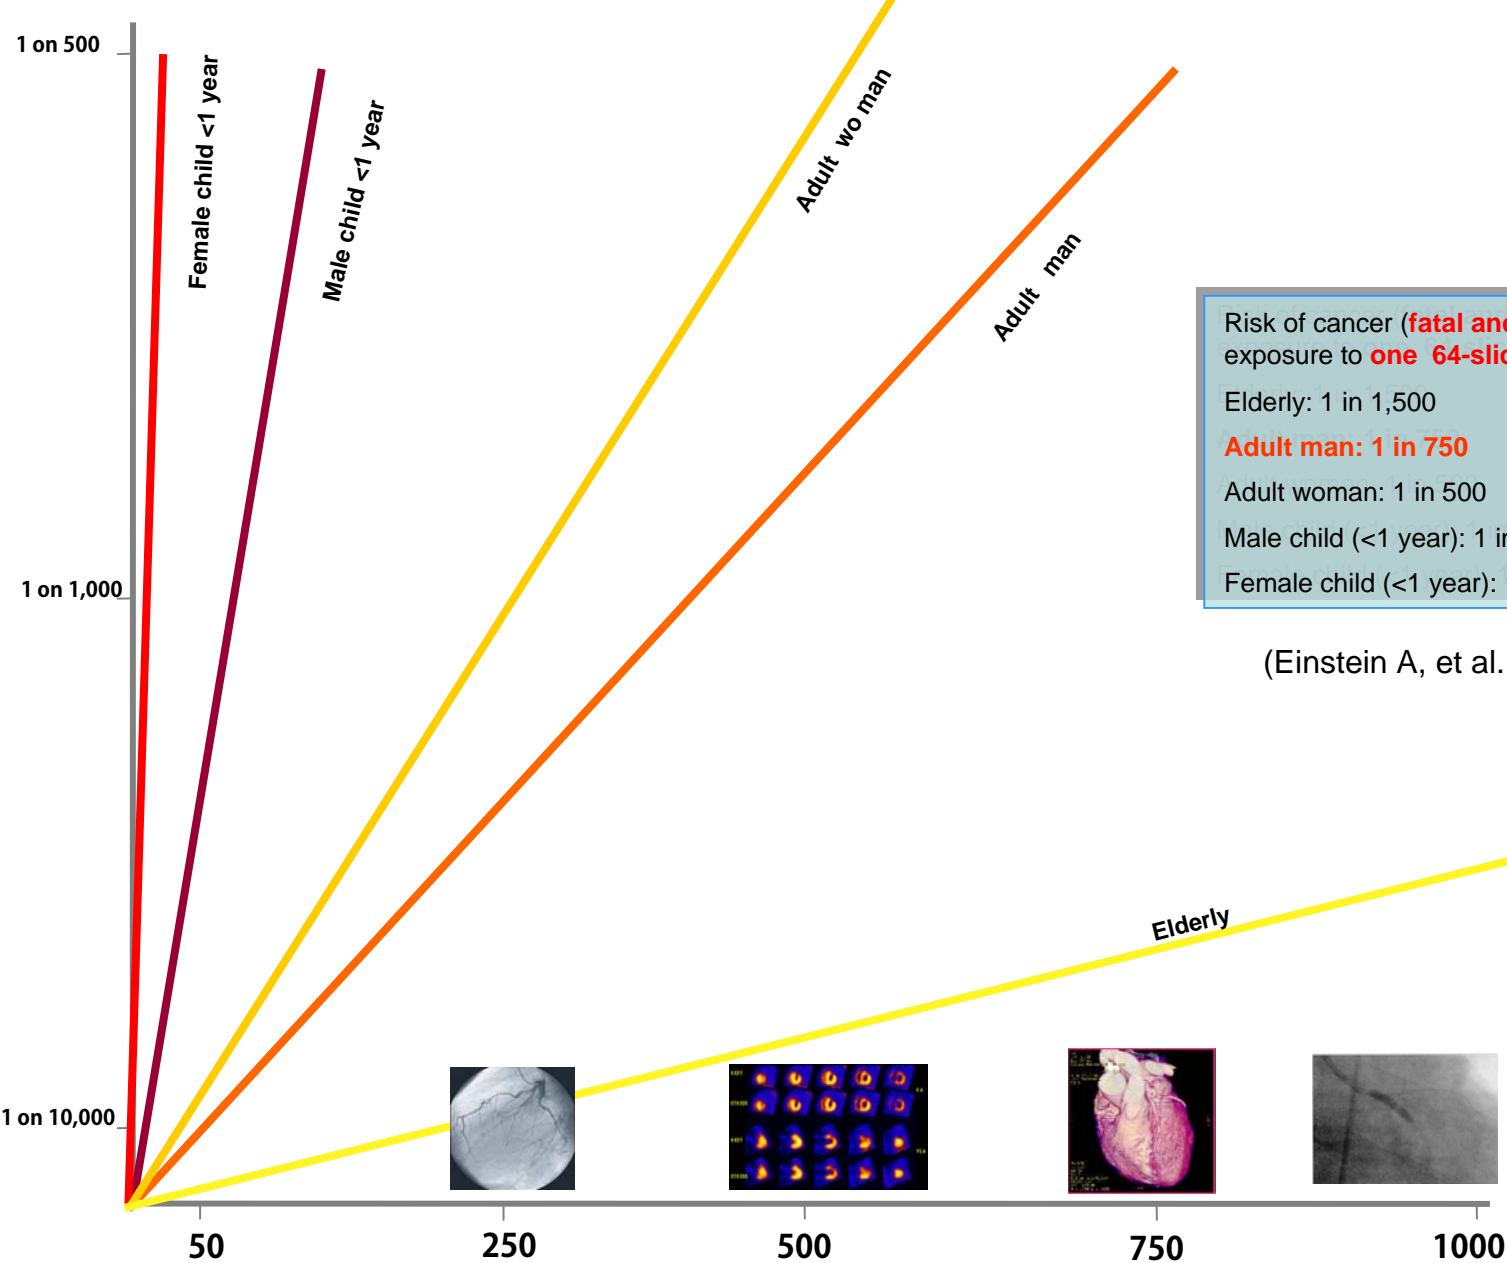 1 on 500
Female child <1 year
Male child <1 year
Adult wo man
Adult man
Risk of cancer (fatal and
exposure to one 64-slic
Elderly: 1 in 1,500
Adult man: 1 in 750
Adult woman: 1 in 500
Male child (<1 year): 1 in
Female child (<1 year):
1 on 1,000
(Einstein A, et al.
Elderly
1 on 10,000
50 250 500 750 1000